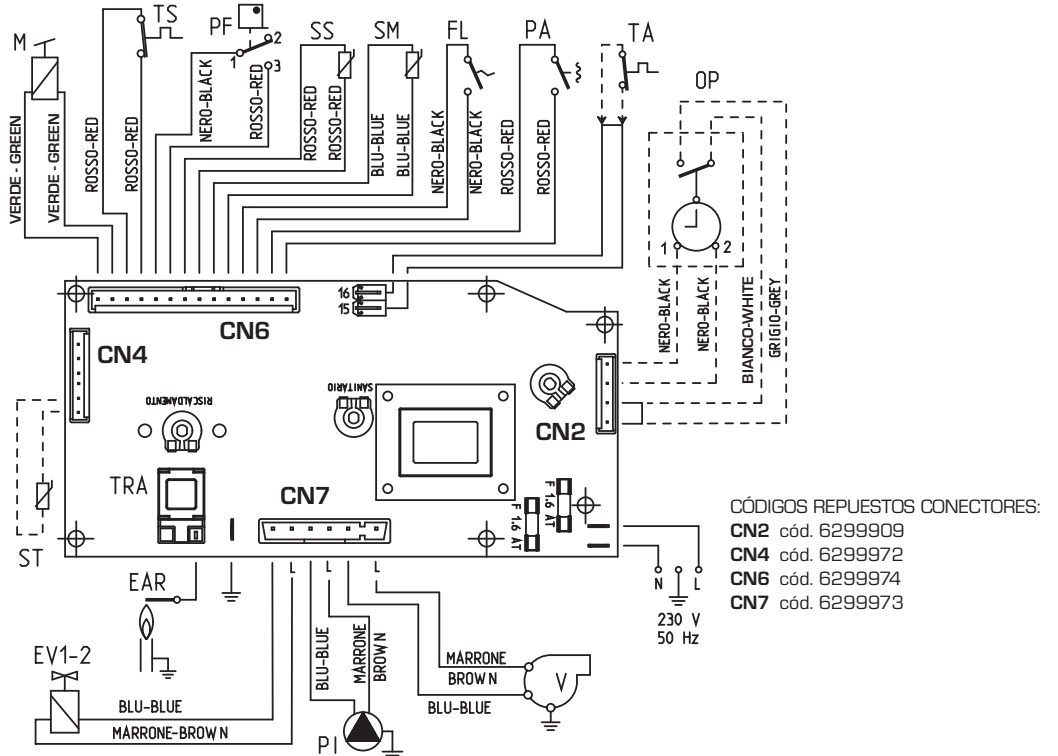 M
TS
PF
SS
SM
FL
PA
TA
OP
1
2
3
VERDE - GREEN
VERDE - GREEN
ROSSO-RED
ROSSO-RED
NERO-BLACK
ROSSO-RED
ROSSO-RED
ROSSO-RED
BLU-BLUE
BLU-BLUE
NERO-BLACK
NERO-BLACK
ROSSO-RED
ROSSO-RED
1
2
NERO-BLACK
NERO-BLACK
BIANCO-WHITE
GRIGIO-GREY
16
15
CN6
CN4
RISCALDAMENTO
SANITARIO
CN2
TRA
CN7
F 1.6 AT
F 1.6 AT
ST
EAR
L
L
L
N
L
230 V
50 Hz
EV1-2
BLU-BLUE
MARRONE-BROWN
BLU-BLUE
MARRONE
BROWN
PI
MARRONE
BROWN
BLU-BLUE
V
CÓDIGOS REPUESTOS CONECTORES:
CN2 cód. 6299909
CN4 cód. 6299972
CN6 cód. 6299974
CN7 cód. 6299973